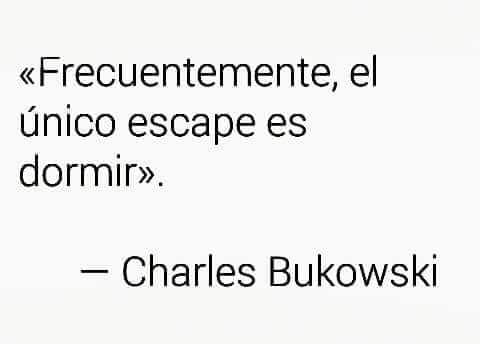 «Frecuentemente, el
único escape es
dormir».
— Charles Bukowski